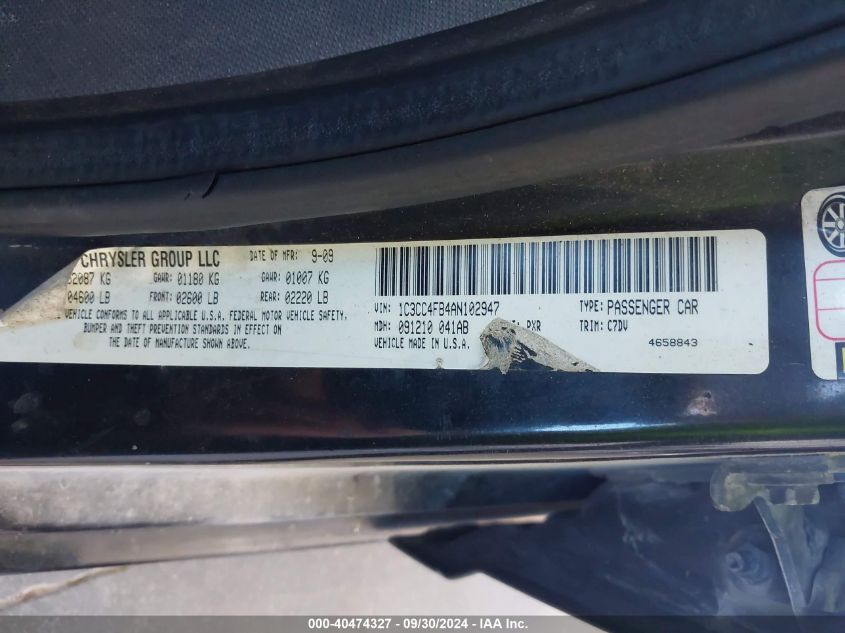 CHRYSLER GROUP LLC DATE OF MFR: 9-09
02087 KG GAWR: 01180 KG GAWR: 01007 KG
04600 LB FRONT: 02600 LB REAR: 02220 LB
VEHICLE CONFORMS TO ALL APPLICABLE U.S.A. FEDERAL MOTOR VEHICLE SAFETY,
BUMPER AND THEFT PREVENTION STANDARDS IN EFFECT ON
THE DATE OF MANUFACTURE SHOWN ABOVE.
VIN: 1C3CC4FB4AN102947 TYPE: PASSENGER CAR
MDH: 091210 041AB PXR TRIM: C7DV
VEHICLE MADE IN U.S.A. 4658843
000-40474327 - 09/30/2024 - IAA Inc.